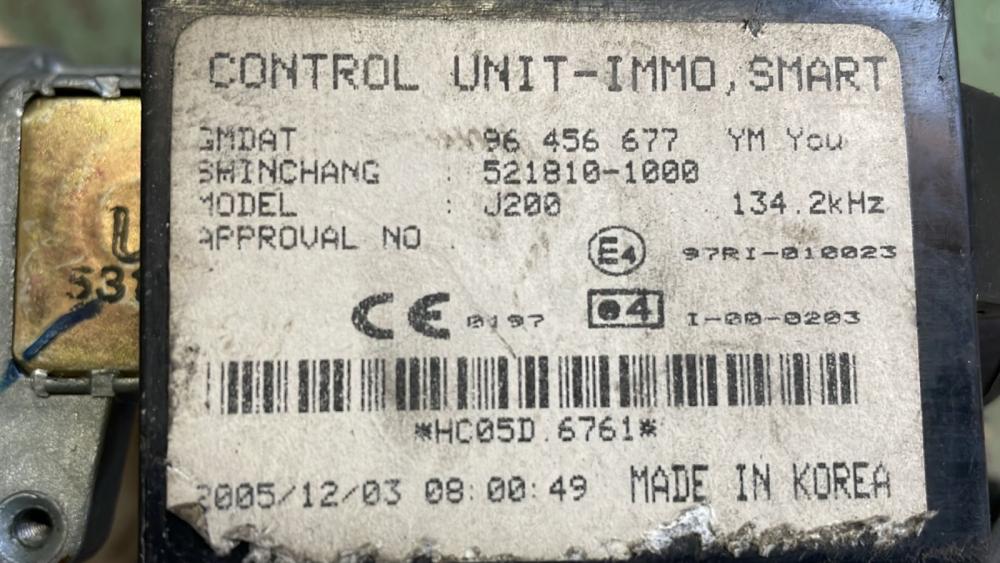 CONTROL UNIT-IMMO,SMART
GMDAT 96 456 677 YM You
SHINCHANG : 521810-1000
MODEL : J200 134.2kHz
APPROVAL NO . E4 97RI-010023
CE 0197 e4 I-00-0203
*HC05D.6761*
2005/12/03 08:00:49 MADE IN KOREA